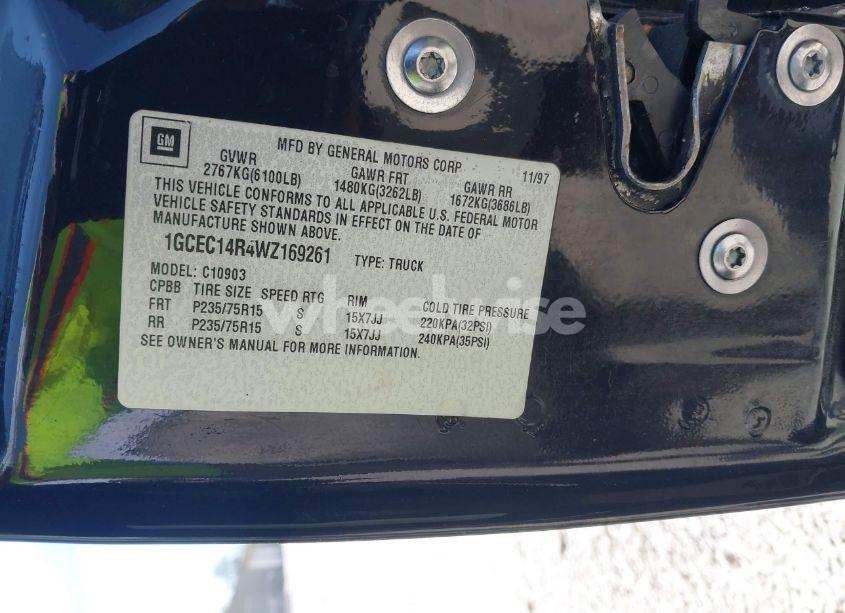 GM
MFD BY GENERAL MOTORS CORP
11/97
GVWR GAWR FRT GAWR RR
2767KG(6100LB) 1480KG(3262LB) 1672KG(3686LB)
THIS VEHICLE CONFORMS TO ALL APPLICABLE U.S. FEDERAL MOTOR
VEHICLE SAFETY STANDARDS IN EFFECT ON THE DATE OF
MANUFACTURE SHOWN ABOVE.
1GCEC14R4WZ169261 TYPE: TRUCK
MODEL: C10903
CPBB TIRE SIZE SPEED RTG RIM COLD TIRE PRESSURE
FRT P235/75R15 S 15X7JJ 220KPA(32PSI)
RR P235/75R15 S 15X7JJ 240KPA(35PSI)
SEE OWNER'S MANUAL FOR MORE INFORMATION.
wheelwise